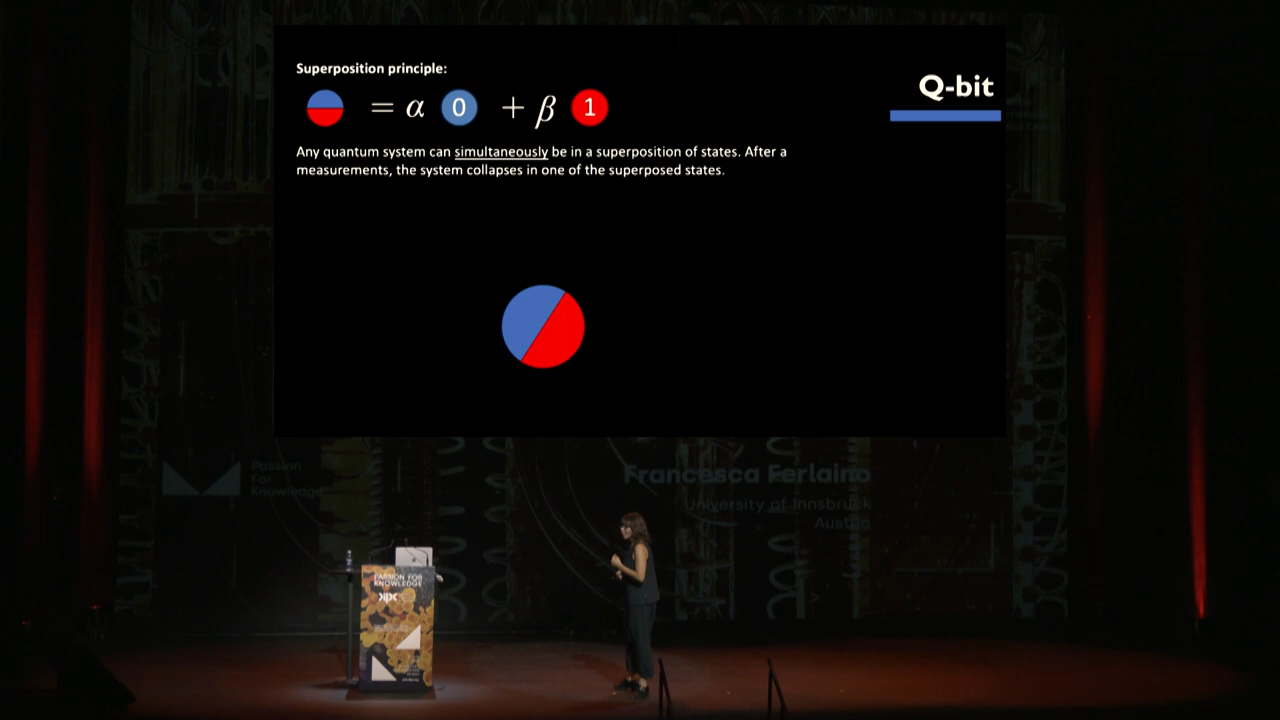 Superposition principle:
Q-bit
= α 0 + β 1
Any quantum system can simultaneously be in a superposition of states. After a
measurements, the system collapses in one of the superposed states.
Passion
For
Knowledge
Francesca Ferlaino
University of Innsbruck
Austria
PASSION FOR
KNOWLEDGE
dipc